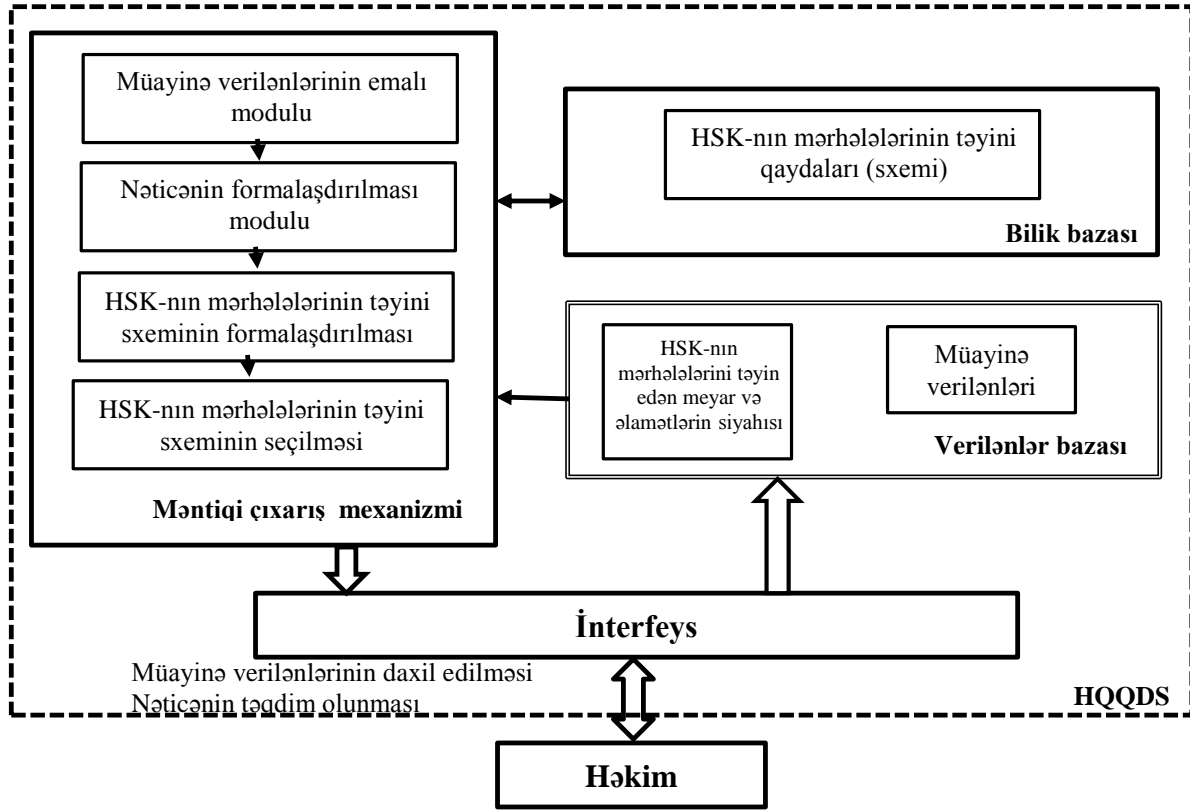 Müayinə verilənlərinin emalı
modulu
Nəticənin formalaşdırılması
modulu
HSK-nın mərhələlərinin təyini
sxeminin formalaşdırılması
HSK-nın mərhələlərinin təyini
sxeminin seçilməsi
Məntiqi çıxarış mexanizmi
HSK-nın mərhələlərinin təyini
qaydaları (sxemi)
Bilik bazası
HSK-nın
mərhələlərini təyin
edən meyar və
əlamətlərin siyahısı
Müayinə
verilənləri
Verilənlər bazası
İnterfeys
Müayinə verilənlərinin daxil edilməsi
Nəticənin təqdim olunması
HQQDS
Həkim